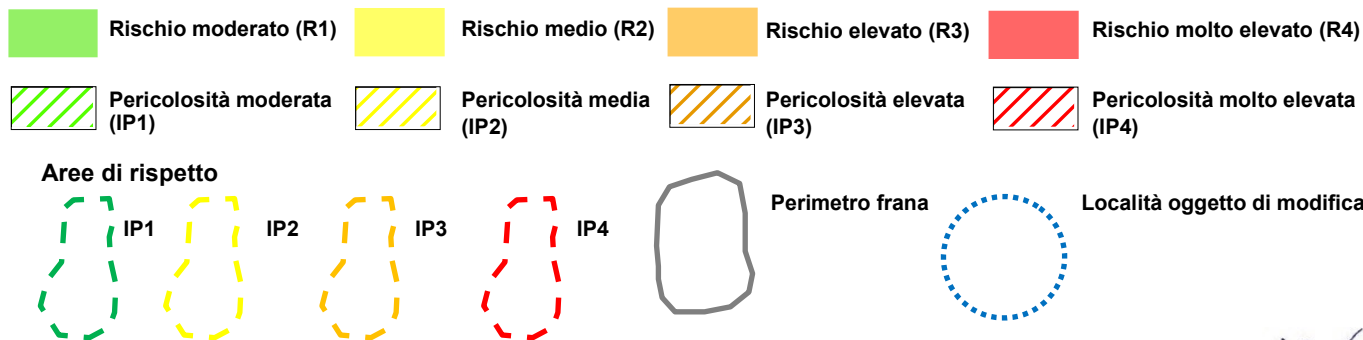 Rischio moderato (R1)
Rischio medio (R2)
Rischio elevato (R3)
Rischio molto elevato (R4)
Pericolosità moderata
(IP1)
Pericolosità media
(IP2)
Pericolosità elevata
(IP3)
Pericolosità molto elevata
(IP4)
Aree di rispetto
IP1
IP2
IP3
IP4
Perimetro frana
Località oggetto di modifica